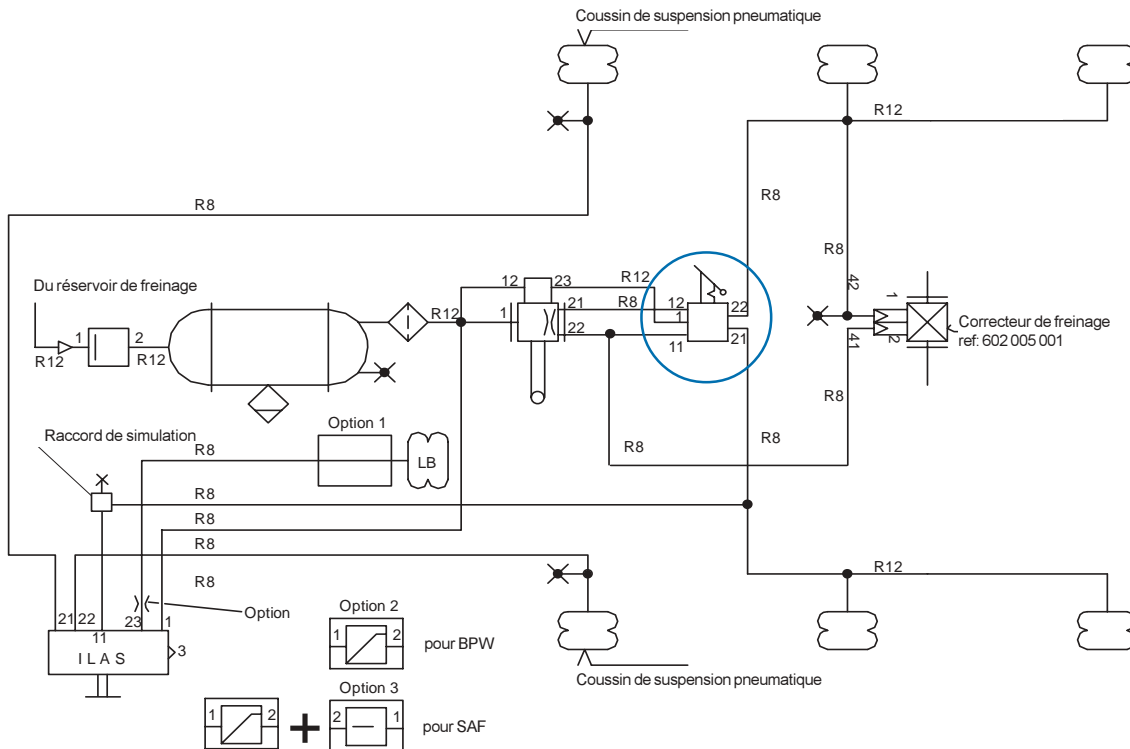 Coussin de suspension pneumatique
R12
R8
R8
R8
Du réservoir de freinage
12
23
R12
21
R8
12
22
42
1
1
2
R12
1
1
22
11
21
41
2
Correcteur de freinage
ref: 602 005 001
R12
R12
R8
Option 1
Raccord de simulation
R8
LB
R8
R8
R8
R8
R8
R12
R8
Option
21
22
11
23
1
ILAS
3
Option 2
1
2
pour BPW
Coussin de suspension pneumatique
Option 3
1
2
+
2
1
pour SAF